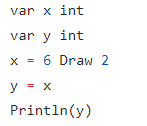 var x int
var y int
x = 6 Draw 2
y = x
Println(y)